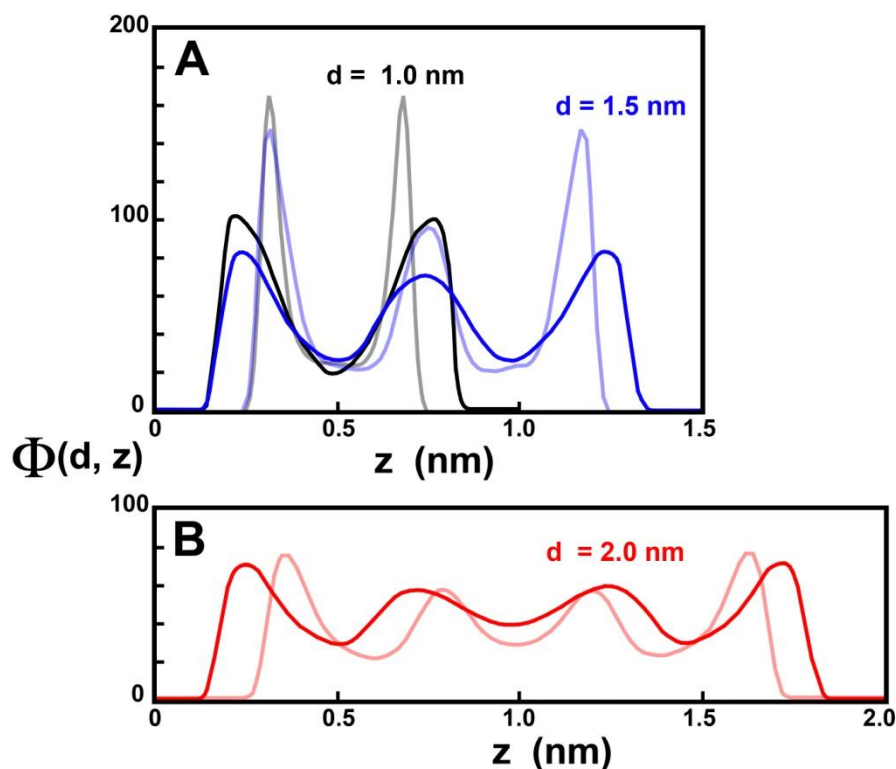 200
A
d = 1.0 nm
d = 1.5 nm
100
0
0 0.5 1.0 1.5
Φ(d, z)
z (nm)
100
B
d = 2.0 nm
0
0 0.5 1.0 1.5 2.0
z (nm)